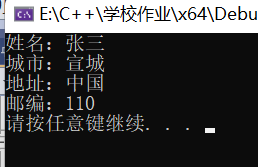 E:\C++\学校作业\x64\Debu
姓名：张三
城市：宣城
地址：中国
邮编：110
请按任意键继续. . .